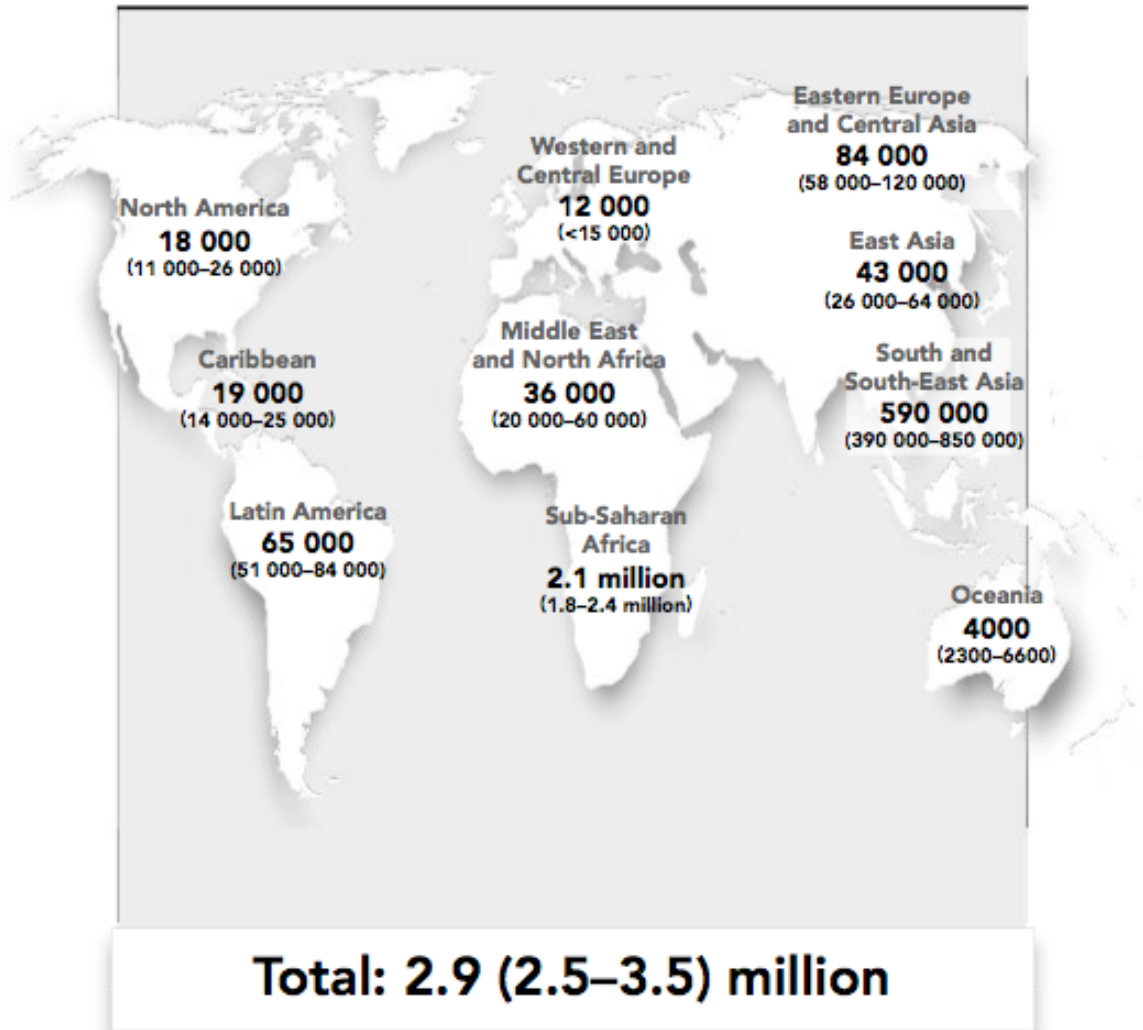 Eastern Europe
and Central Asia
84 000
(58 000–120 000)
Western and
Central Europe
12 000
(<15 000)
North America
18 000
(11 000–26 000)
East Asia
43 000
(26 000–64 000)
Middle East
and North Africa
36 000
(20 000–60 000)
Caribbean
19 000
(14 000–25 000)
South and
South-East Asia
590 000
(390 000–850 000)
Latin America
65 000
(51 000–84 000)
Sub-Saharan
Africa
2.1 million
(1.8–2.4 million)
Oceania
4000
(2300–6600)
Total: 2.9 (2.5–3.5) million